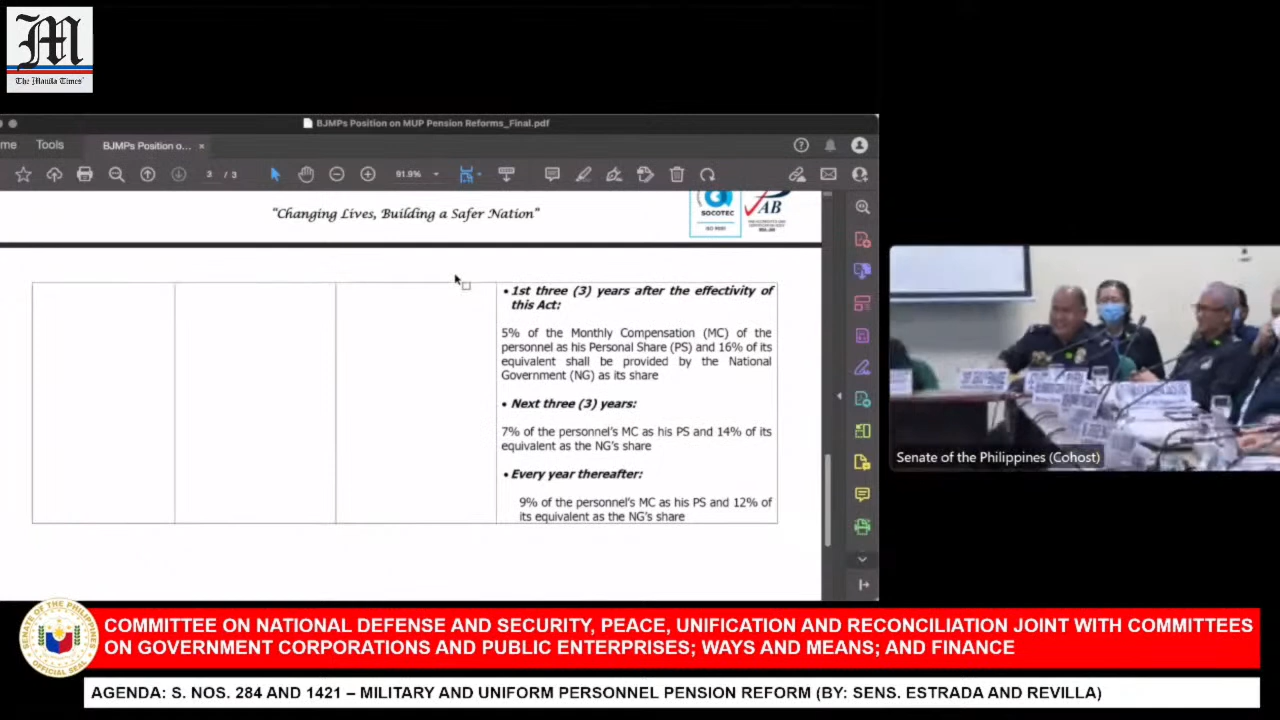 M
The Manila Times
BJMPs Position on MUP Pension Reforms_Final.pdf
me
Tools
BJMPs Position o... ×
3 / 3
91.9%
"Changing Lives, Building a Safer Nation"
SOCOTEC
ISO 9001
PAB
• 1st three (3) years after the effectivity of
this Act:
5% of the Monthly Compensation (MC) of the
personnel as his Personal Share (PS) and 16% of its
equivalent shall be provided by the National
Government (NG) as its share
• Next three (3) years:
7% of the personnel's MC as his PS and 14% of its
equivalent as the NG's share
• Every year thereafter:
9% of the personnel's MC as his PS and 12% of
its equivalent as the NG's share
Senate of the Philippines (Cohost)
COMMITTEE ON NATIONAL DEFENSE AND SECURITY, PEACE, UNIFICATION AND RECONCILIATION JOINT WITH COMMITTEES
ON GOVERNMENT CORPORATIONS AND PUBLIC ENTERPRISES; WAYS AND MEANS; AND FINANCE
AGENDA: S. NOS. 284 AND 1421 – MILITARY AND UNIFORM PERSONNEL PENSION REFORM (BY: SENS. ESTRADA AND REVILLA)